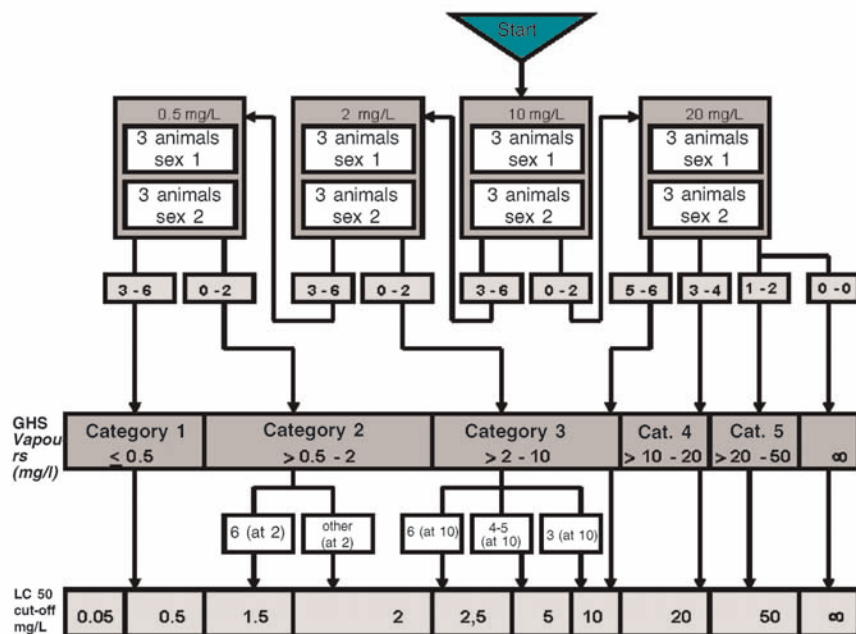 Start
0.5 mg/L
2 mg/L
10 mg/L
20 mg/L
3 animals
sex 1
3 animals
sex 1
3 animals
sex 1
3 animals
sex 1
3 animals
sex 2
3 animals
sex 2
3 animals
sex 2
3 animals
sex 2
3 - 6
0 - 2
3 - 6
0 - 2
3 - 6
0 - 2
5 - 6
3 - 4
1 - 2
0 - 0
GHS
Vapou
rs
(mg/l)
Category 1
≤ 0.5
Category 2
> 0.5 - 2
Category 3
> 2 - 10
Cat. 4
> 10 - 20
Cat. 5
> 20 - 50
∞
6 (at 2)
other
(at 2)
6 (at 10)
4-5
(at 10)
3 (at 10)
LC 50
cut-off
mg/L
0.05
0.5
1.5
2
2,5
5
10
20
50
∞